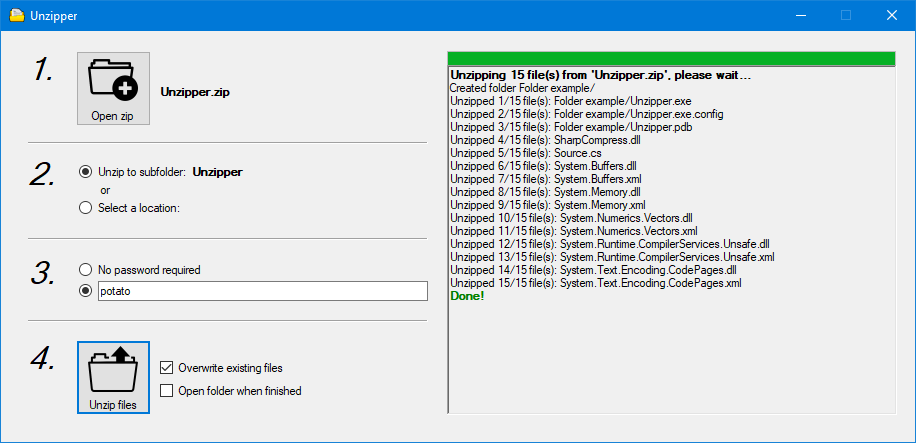 Unzipper
1.
Open zip
Unzipper.zip
2.
Unzip to subfolder: Unzipper
or
Select a location:
3.
No password required
potato
4.
Unzip files
Overwrite existing files
Open folder when finished
Unzipping 15 file(s) from 'Unzipper.zip', please wait...
Created folder Folder example/
Unzipped 1/15 file(s): Folder example/Unzipper.exe
Unzipped 2/15 file(s): Folder example/Unzipper.exe.config
Unzipped 3/15 file(s): Folder example/Unzipper.pdb
Unzipped 4/15 file(s): SharpCompress.dll
Unzipped 5/15 file(s): Source.cs
Unzipped 6/15 file(s): System.Buffers.dll
Unzipped 7/15 file(s): System.Buffers.xml
Unzipped 8/15 file(s): System.Memory.dll
Unzipped 9/15 file(s): System.Memory.xml
Unzipped 10/15 file(s): System.Numerics.Vectors.dll
Unzipped 11/15 file(s): System.Numerics.Vectors.xml
Unzipped 12/15 file(s): System.Runtime.CompilerServices.Unsafe.dll
Unzipped 13/15 file(s): System.Runtime.CompilerServices.Unsafe.xml
Unzipped 14/15 file(s): System.Text.Encoding.CodePages.dll
Unzipped 15/15 file(s): System.Text.Encoding.CodePages.xml
Done!